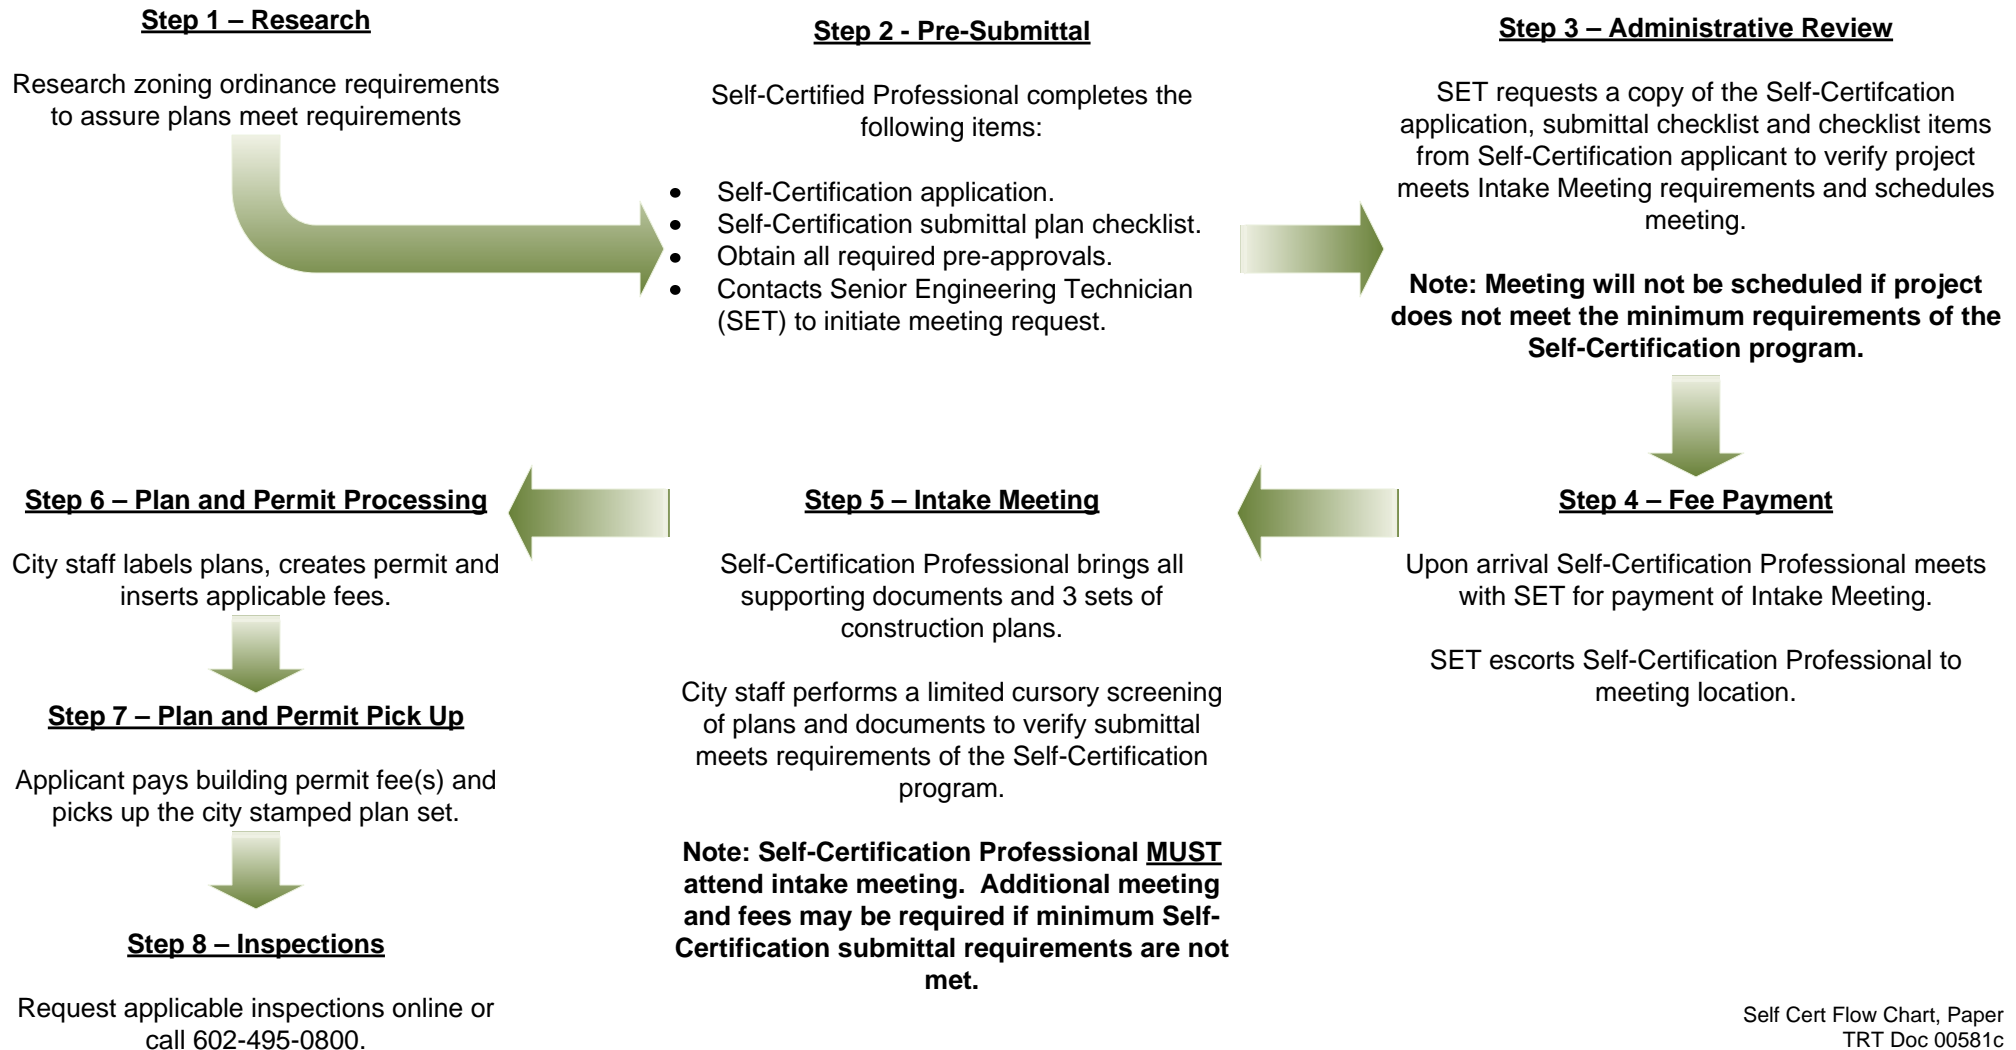 Step 1 – Research
Research zoning ordinance requirements
to assure plans meet requirements
Step 2 - Pre-Submittal
Self-Certified Professional completes the
following items:
• Self-Certification application.
• Self-Certification submittal plan checklist.
• Obtain all required pre-approvals.
• Contacts Senior Engineering Technician
(SET) to initiate meeting request.
Step 3 – Administrative Review
SET requests a copy of the Self-Certifcation
application, submittal checklist and checklist items
from Self-Certification applicant to verify project
meets Intake Meeting requirements and schedules
meeting.
Note: Meeting will not be scheduled if project
does not meet the minimum requirements of the
Self-Certification program.
Step 4 – Fee Payment
Upon arrival Self-Certification Professional meets
with SET for payment of Intake Meeting.
SET escorts Self-Certification Professional to
meeting location.
Step 5 – Intake Meeting
Self-Certification Professional brings all
supporting documents and 3 sets of
construction plans.
City staff performs a limited cursory screening
of plans and documents to verify submittal
meets requirements of the Self-Certification
program.
Note: Self-Certification Professional MUST
attend intake meeting.  Additional meeting
and fees may be required if minimum Self-
Certification submittal requirements are not
met.
Step 6 – Plan and Permit Processing
City staff labels plans, creates permit and
inserts applicable fees.
Step 7 – Plan and Permit Pick Up
Applicant pays building permit fee(s) and
picks up the city stamped plan set.
Step 8 – Inspections
Request applicable inspections online or
call 602-495-0800.
Self Cert Flow Chart, Paper
TRT Doc 00581c